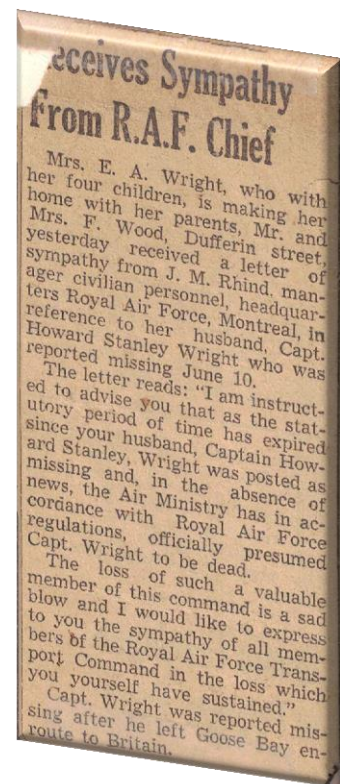 eceives Sympathy
From R.A.F. Chief
Mrs. E. A. Wright, who with
her four children, is making her
home with her parents, Mr. and
Mrs. F. Wood, Dufferin street,
yesterday received a letter of
sympathy from J. M. Rhind, man-
ager civilian personnel, headquar-
ters Royal Air Force, Montreal, in
reference to her husband, Capt.
Howard Stanley Wright who was
reported missing June 10.
The letter reads: "I am instruct-
ed to advise you that as the stat-
utory period of time has expired
since your husband, Captain How-
ard Stanley, Wright was posted as
missing and, in the absence of
news, the Air Ministry has in ac-
cordance with Royal Air Force
regulations, officially presumed
Capt. Wright to be dead.
The loss of such a valuable
member of this command is a sad
blow and I would like to express
to you the sympathy of all mem-
bers of the Royal Air Force Trans-
port Command in the loss which
you yourself have sustained."
Capt. Wright was reported mis-
sing after he left Goose Bay en-
route to Britain.